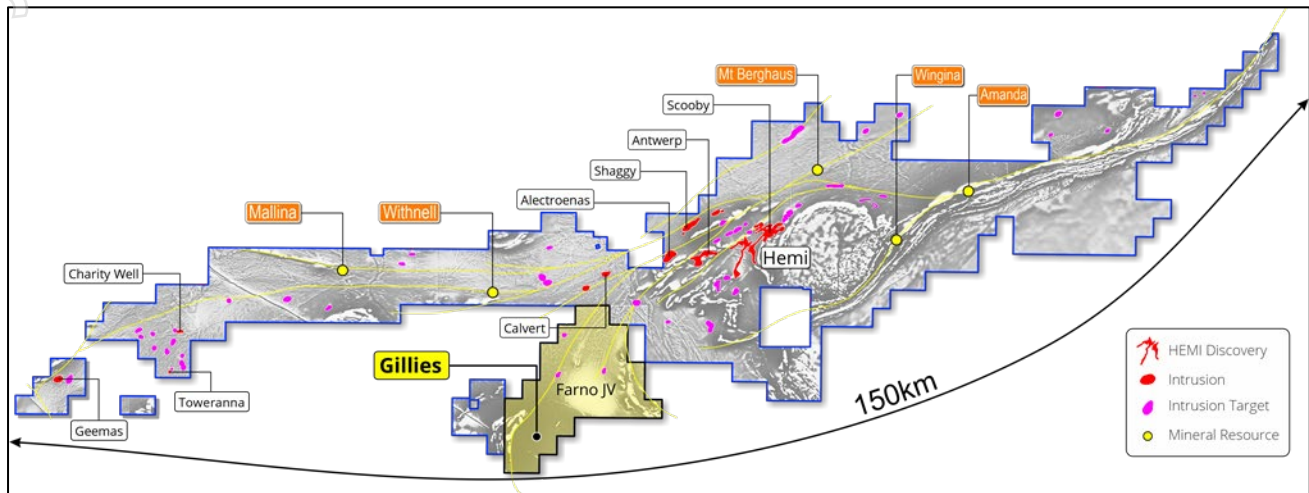 Mt Berghaus
Wingina
Amanda
Scooby
Antwerp
Shaggy
Alectroenas
Mallina
Withnell
Charity Well
Hemi
Calvert
Gillies
Farno JV
Toweranna
Geemas
150km
HEMI Discovery
Intrusion
Intrusion Target
Mineral Resource